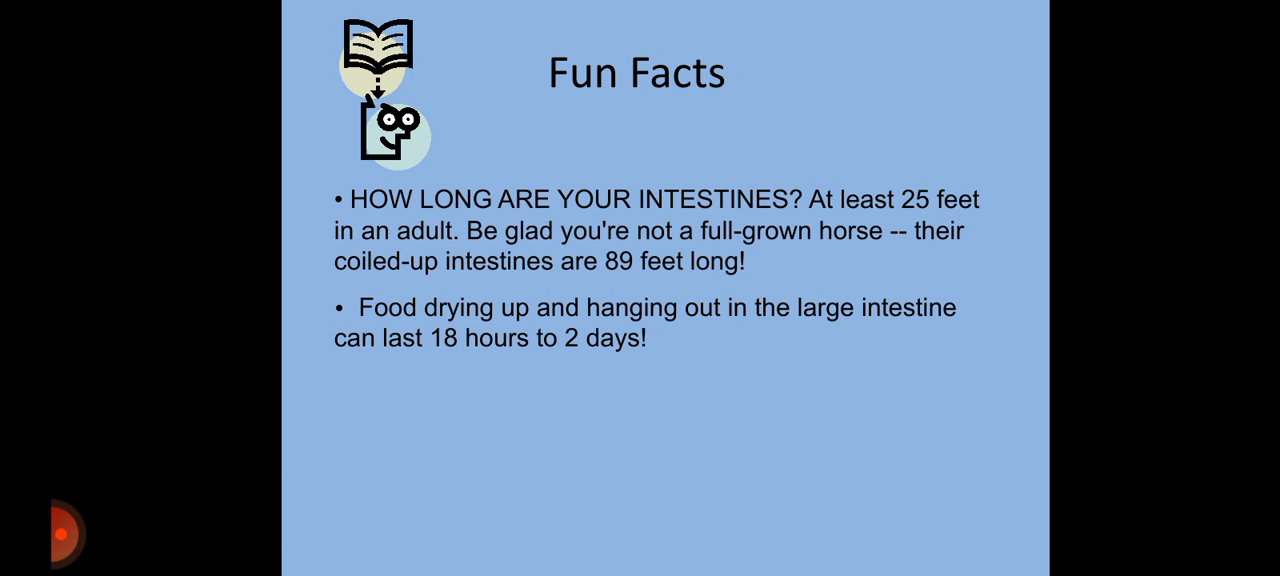 Fun Facts
• HOW LONG ARE YOUR INTESTINES? At least 25 feet
in an adult. Be glad you're not a full-grown horse -- their
coiled-up intestines are 89 feet long!
• Food drying up and hanging out in the large intestine
can last 18 hours to 2 days!